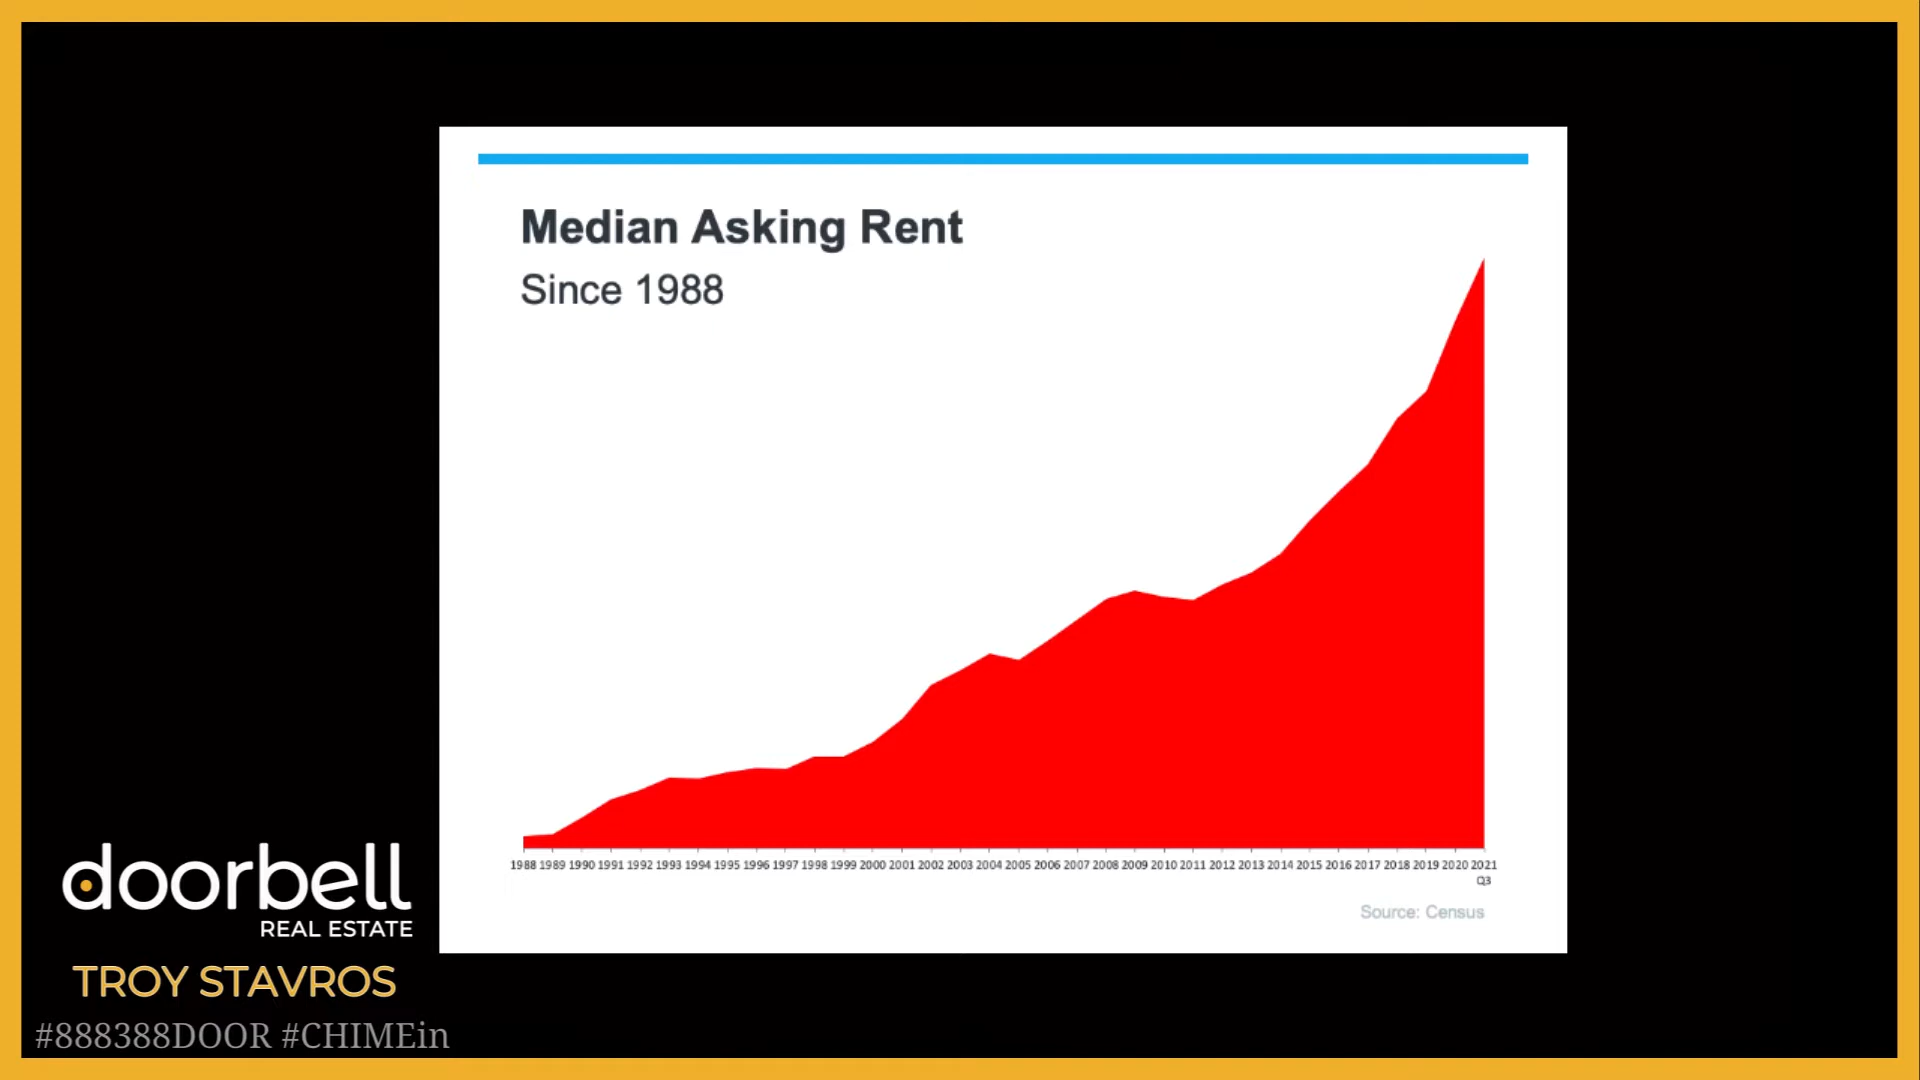 Median Asking Rent
Since 1988
1988 1989 1990 1991 1992 1993 1994 1995 1996 1997 1998 1999 2000 2001 2002 2003 2004 2005 2006 2007 2008 2009 2010 2011 2012 2013 2014 2015 2016 2017 2018 2019 2020 2021
Q3
Source: Census
doorbell
REAL ESTATE
TROY STAVROS
#888388DOOR #CHIMEin